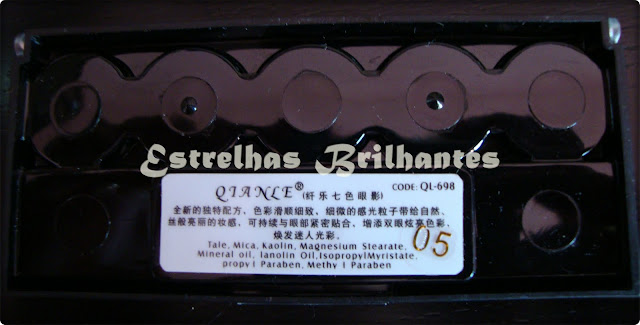 Estrelhas Brilhantes
QIANLE® (纤乐七色眼影) CODE: QL-698
全新的独特配方，色彩滑顺细致，细微的感光粒子带给自然、
丝般亮丽的妆感，可持续与眼部紧密贴合，增添双眼炫亮色彩，
焕发迷人光彩.
Tale, Mica, Kaolin, Magnesium Stearate,
Mineral oil, lanolin Oil,IsopropylMyristate,
propy l Paraben, Methy l Paraben
05